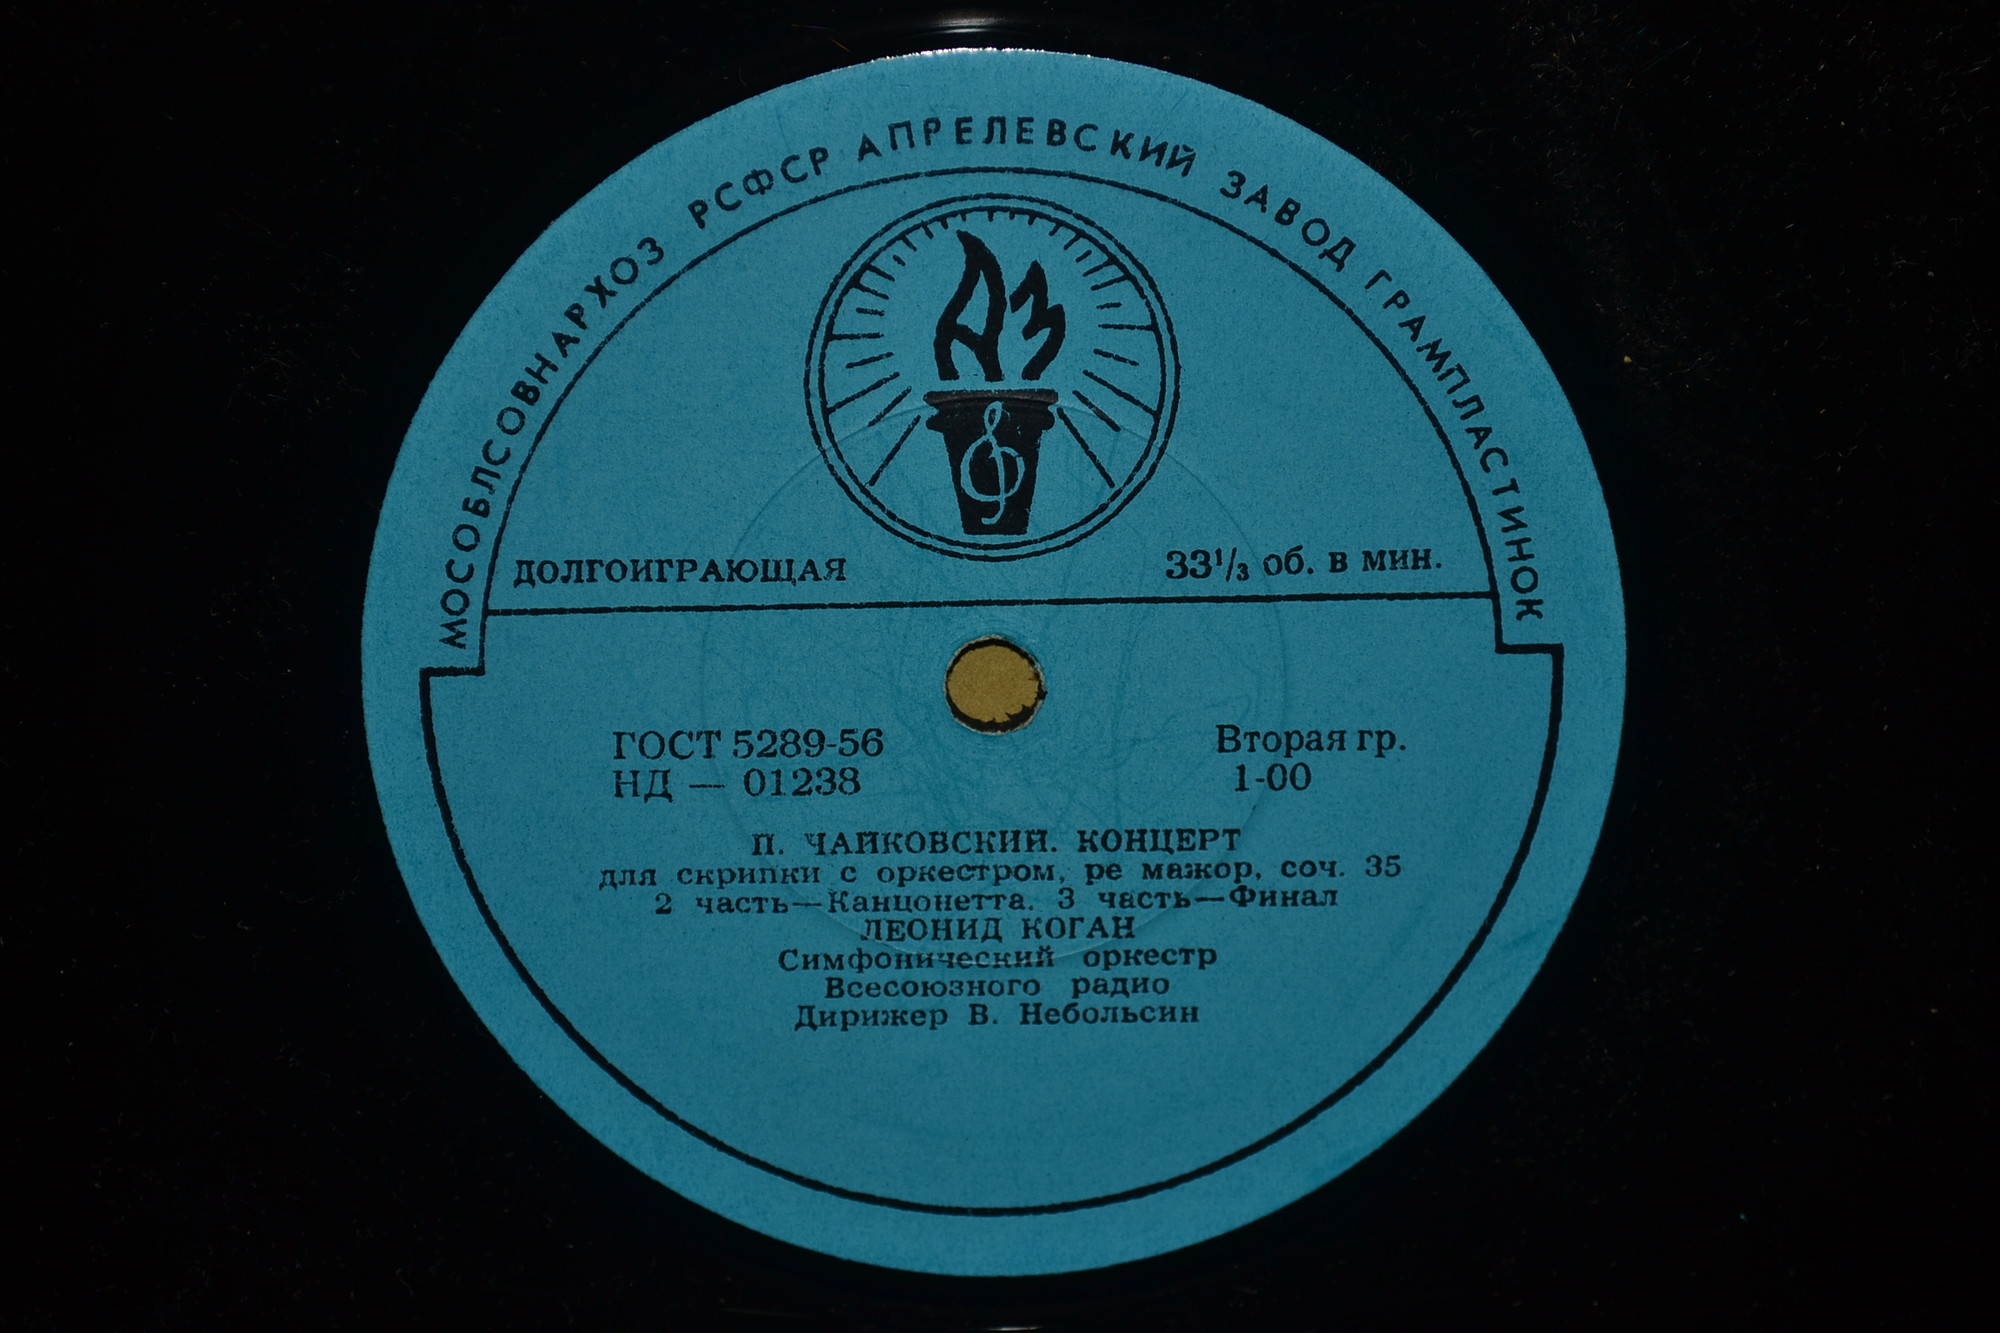 МОСОБЛСОВНАРХОЗ РСФСР АПРЕЛЕВСКИЙ ЗАВОД ГРАМПЛАСТИНОК
АЗ
ДОЛГОИГРАЮЩАЯ 33⅓ об. в мин.
ГОСТ 5289-56 Вторая гр.
НД — 01238 1-00
П. ЧАЙКОВСКИЙ. КОНЦЕРТ
для скрипки с оркестром, ре мажор, соч. 35
2 часть—Канцонетта. 3 часть—Финал
ЛЕОНИД КОГАН
Симфонический оркестр
Всесоюзного радио
Дирижер В. Небольсин